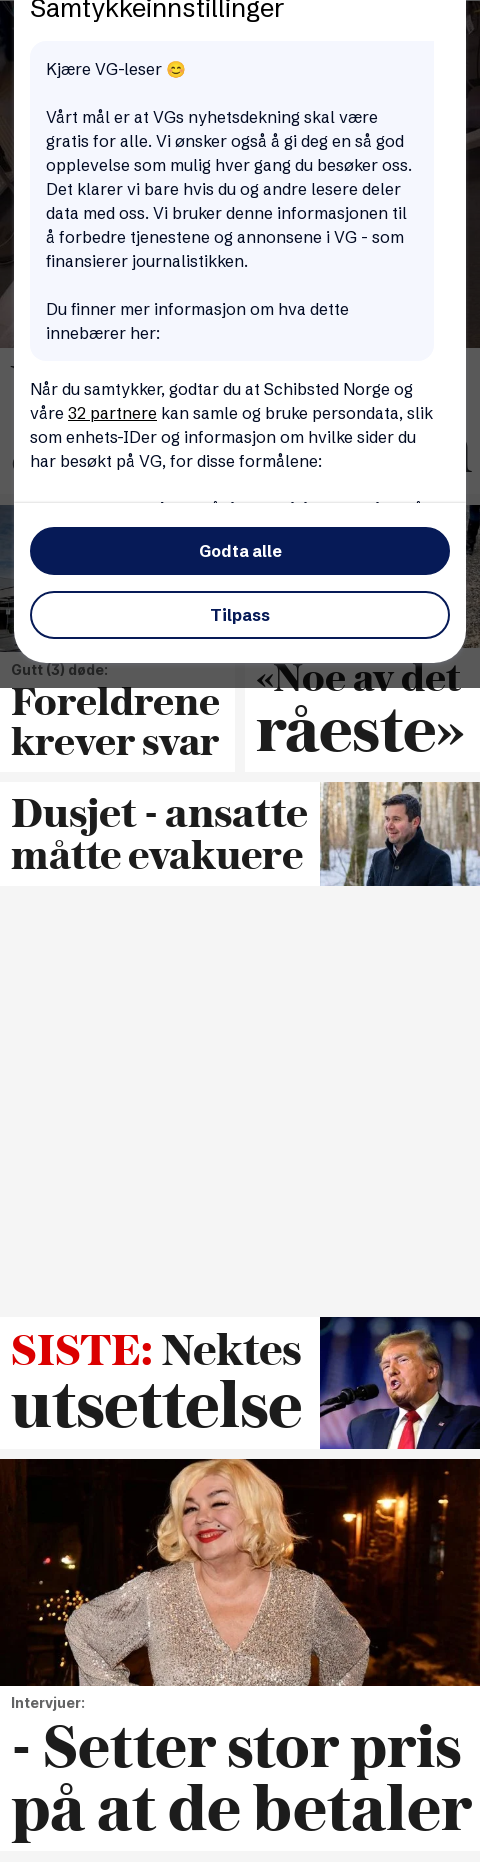 Samtykkeinnstillinger
Kjære VG-leser 😊
Vårt mål er at VGs nyhetsdekning skal være
gratis for alle. Vi ønsker også å gi deg en så god
opplevelse som mulig hver gang du besøker oss.
Det klarer vi bare hvis du og andre lesere deler
data med oss. Vi bruker denne informasjonen til
å forbedre tjenestene og annonsene i VG - som
finansierer journalistikken.
Du finner mer informasjon om hva dette
innebærer her:
Når du samtykker, godtar du at Schibsted Norge og
våre 32 partnere kan samle og bruke persondata, slik
som enhets-IDer og informasjon om hvilke sider du
har besøkt på VG, for disse formålene:
Godta alle
Tilpass
Gutt (3) døde:
Foreldrene
krever svar
«Noe av det
råeste»
Dusjet - ansatte
måtte evakuere
SISTE: Nektes
utsettelse
Intervjuer:
- Setter stor pris
på at de betaler